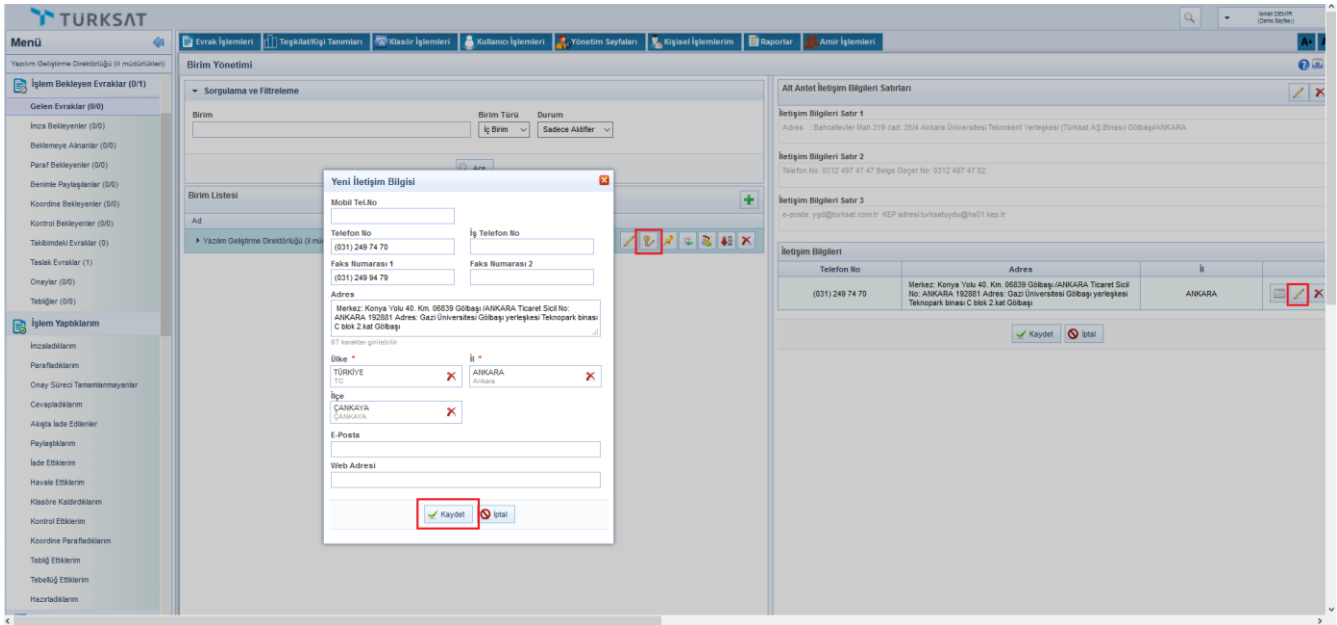 TURKSAT
İsmail DEMİR
(Demo Sayfası)
Menü
Yazılım Geliştirme Direktörlüğü (il müdürlükleri)
İşlem Bekleyen Evraklar (0/1)
Gelen Evraklar (0/0)
İmza Bekleyenler (0/0)
Beklemeye Alınanlar (0/0)
Paraf Bekleyenler (0/0)
Benimle Paylaşılanlar (0/0)
Koordine Bekleyenler (0/0)
Kontrol Bekleyenler (0/0)
Takibimdeki Evraklar (0)
Taslak Evraklar (1)
Onaylar (0/0)
Tebliğler (0/0)
İşlem Yaptıklarım
İmzaladıklarım
Parafladıklarım
Onay Süreci Tamamlanmayanlar
Cevapladıklarım
Akışta İade Edilenler
Paylaştıklarım
İade Ettiklerim
Havale Ettiklerim
Klasöre Kaldırdıklarım
Kontrol Ettiklerim
Koordine Parafladıklarım
Tebliğ Ettiklerim
Tebellüğ Ettiklerim
Hazırladıklarım
Evrak İşlemleri Teşkilat/Kişi Tanımları Klasör İşlemleri Kullanıcı İşlemleri Yönetim Sayfaları Kişisel İşlemlerim Raporlar Amir İşlemleri
A+
Birim Yönetimi
Sorgulama ve Filtreleme
Birim Birim Türü Durum
İç Birim Sadece Aktifler
Ara
Birim Listesi
Ad
Yazılım Geliştirme Direktörlüğü (il mü
Yeni İletişim Bilgisi
Mobil Tel.No
Telefon No İş Telefon No
(031) 249 74 70
Faks Numarası 1 Faks Numarası 2
(031) 249 94 79
Adres
Merkez: Konya Yolu 40. Km. 06839 Gölbaşı /ANKARA Ticaret Sicil No:
ANKARA 192881 Adres: Gazi Üniversitesi Gölbaşı yerleşkesi Teknopark binası
C blok 2.kat Gölbaşı
87 karakter girilebilir
Ülke * İl *
TÜRKİYE ANKARA
TC Ankara
İlçe
ÇANKAYA
ÇANKAYA
E-Posta
Web Adresi
Kaydet İptal
Alt Antet İletişim Bilgileri Satırları
İletişim Bilgileri Satır 1
Adres : Bahcelievler Mah.319 cad. 35/4 Ankara Üniversitesi Teknokent Yerleşkesi (Türksat AŞ.Binası) Gölbaşı/ANKARA
İletişim Bilgileri Satır 2
Telefon No: 0312 497 47 47 Belge Geçer No: 0312 497 47 02
İletişim Bilgileri Satır 3
e-posta: ygd@turksat.com.tr KEP adresi:turksatuydu@hs01.kep.tr
İletişim Bilgileri
Telefon No Adres İl
(031) 249 74 70 Merkez: Konya Yolu 40. Km. 06839 Gölbaşı /ANKARA Ticaret Sicil
No: ANKARA 192881 Adres: Gazi Üniversitesi Gölbaşı yerleşkesi
Teknopark binası C blok 2.kat Gölbaşı
ANKARA
Kaydet İptal